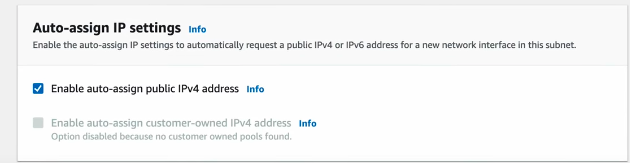 Auto-assign IP settings Info
Enable the auto-assign IP settings to automatically request a public IPv4 or IPv6 address for a new network interface in this subnet.
Enable auto-assign public IPv4 address Info
Enable auto-assign customer-owned IPv4 address Info
Option disabled because no customer owned pools found.